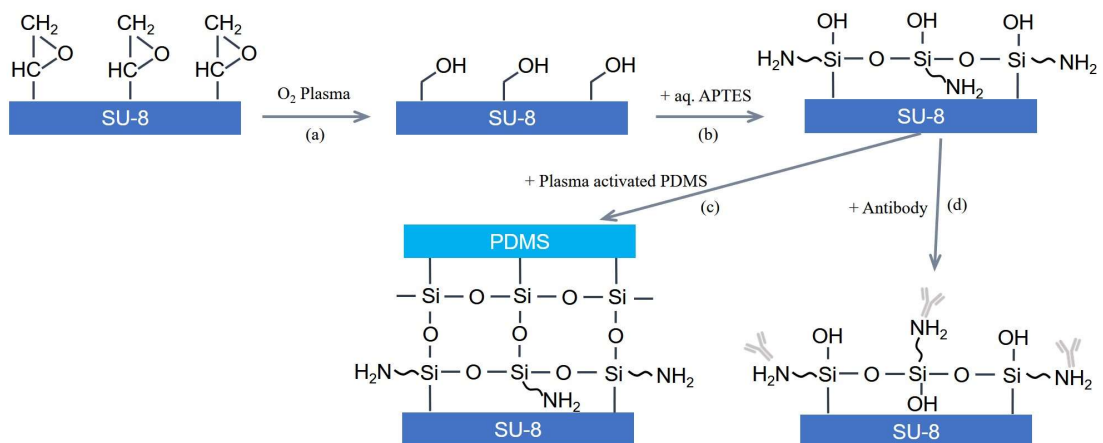 CH2 CH2 CH2
O O O
HC HC HC
SU-8
O2 Plasma
(a)
OH OH OH
SU-8
+ aq. APTES
(b)
OH OH OH
H2N Si O Si O Si NH2
NH2
SU-8
+ Plasma activated PDMS
(c)
+ Antibody (d)
PDMS
Si O Si O Si
O O O
H2N Si O Si O Si NH2
NH2
SU-8
NH2
OH OH
H2N Si O Si O Si NH2
OH
SU-8